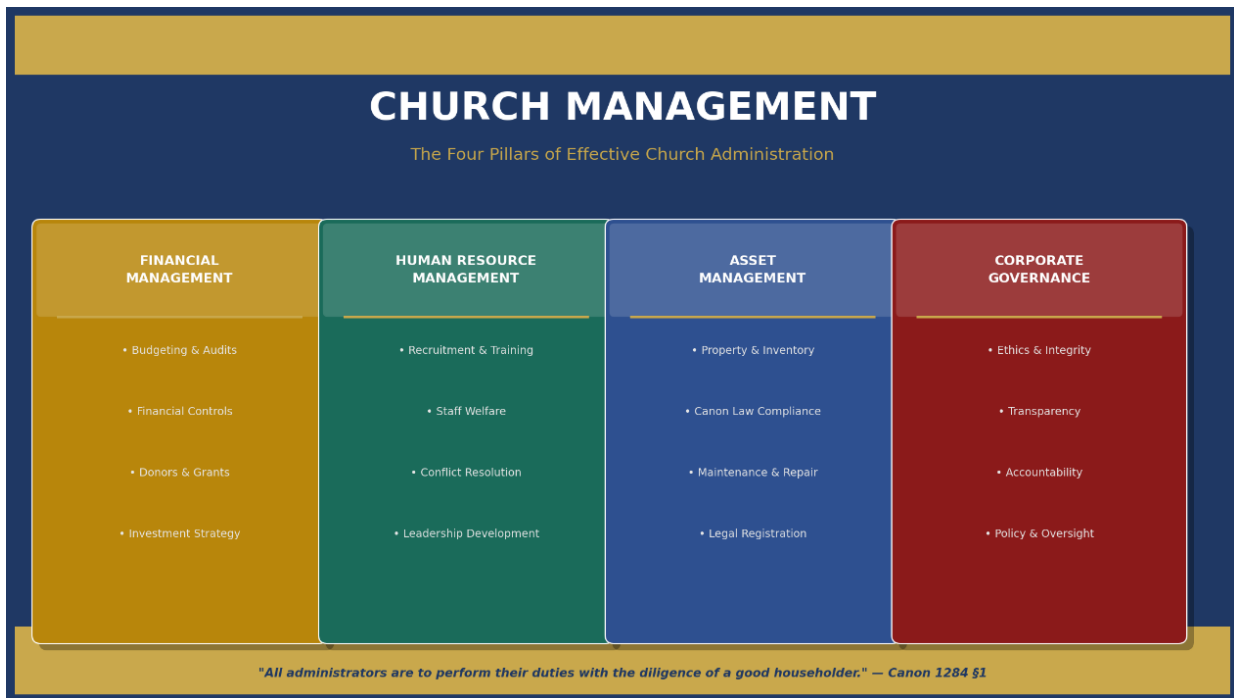 CHURCH MANAGEMENT
The Four Pillars of Effective Church Administration
FINANCIAL
MANAGEMENT
• Budgeting & Audits
• Financial Controls
• Donors & Grants
• Investment Strategy
HUMAN RESOURCE
MANAGEMENT
• Recruitment & Training
• Staff Welfare
• Conflict Resolution
• Leadership Development
ASSET
MANAGEMENT
• Property & Inventory
• Canon Law Compliance
• Maintenance & Repair
• Legal Registration
CORPORATE
GOVERNANCE
• Ethics & Integrity
• Transparency
• Accountability
• Policy & Oversight
"All administrators are to perform their duties with the diligence of a good householder." — Canon 1284 §1